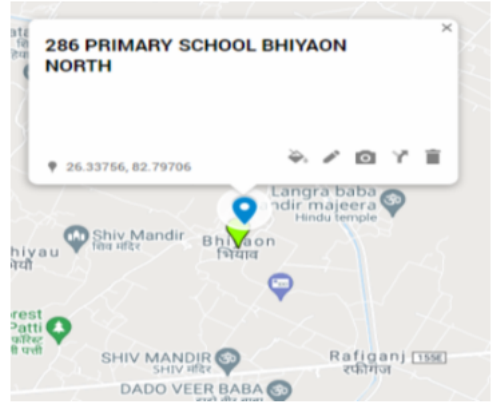 286 PRIMARY SCHOOL BHIYAON
NORTH
26.33756, 82.79706
Langra baba
ndir majeera
Hindu temple
Shiv Mandir
शिव मंदिर
Bhiyaon
भियाव
hiyau
rest
Patti
SHIV MANDIR
SHIV मंदिर
Rafiganj
रफीगंज
155E
DADO VEER BABA